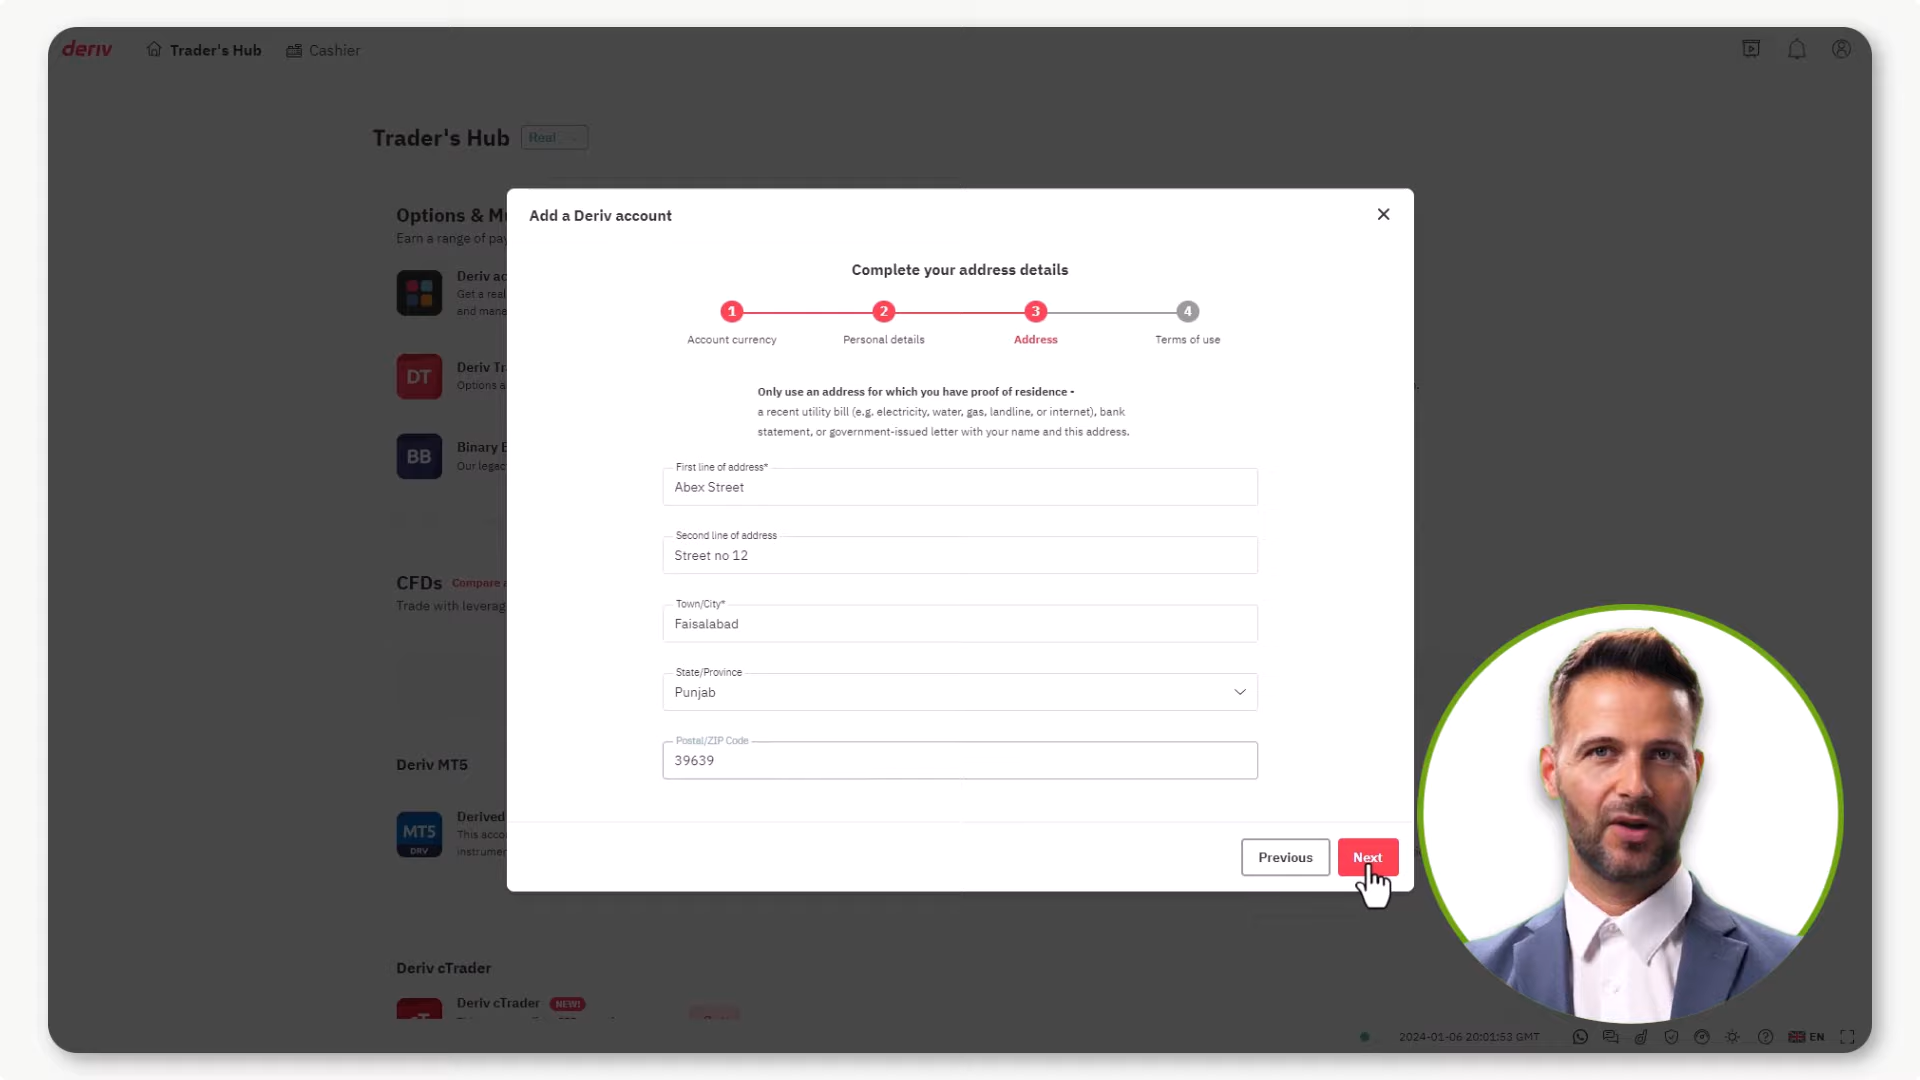 deriv
Trader's Hub
Cashier
Trader's Hub
Real
Options & M
Earn a range of pay
Deriv ac
Get a real
and mana
DT
Deriv Tr
Options a
BB
Binary B
Our legac
CFDs
Compare a
Trade with leverag
Deriv MT5
MT5
DRV
Derived
This acco
instrumen
Deriv cTrader
Deriv cTrader
NEW!
Add a Deriv account
Complete your address details
1
2
3
4
Account currency
Personal details
Address
Terms of use
Only use an address for which you have proof of residence -
a recent utility bill (e.g. electricity, water, gas, landline, or internet), bank
statement, or government-issued letter with your name and this address.
First line of address*
Abex Street
Second line of address
Street no 12
Town/City*
Faisalabad
State/Province
Punjab
Postal/ZIP Code
39639
Previous
Next
2024-01-06 20:01:53 GMT
EN